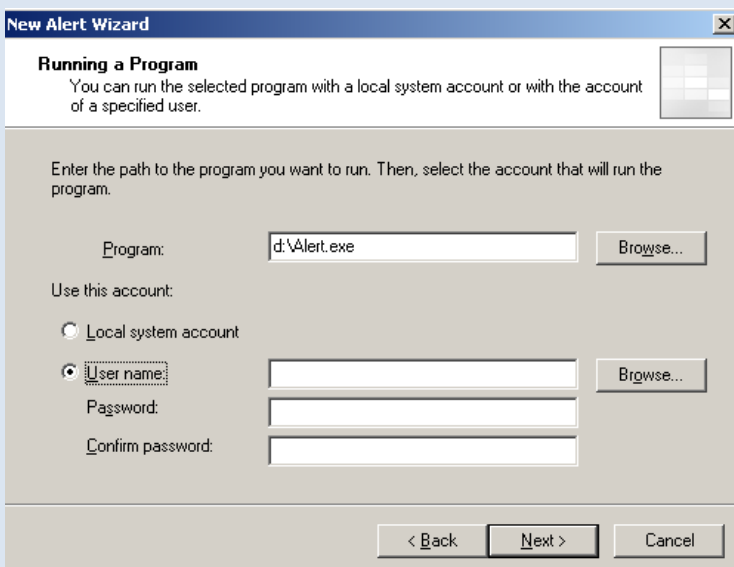 New Alert Wizard
Running a Program
You can run the selected program with a local system account or with the account
of a specified user.
Enter the path to the program you want to run. Then, select the account that will run the
program.
Program: d:\Alert.exe Browse...
Use this account:
Local system account
User name: Browse...
Password:
Confirm password:
< Back Next > Cancel